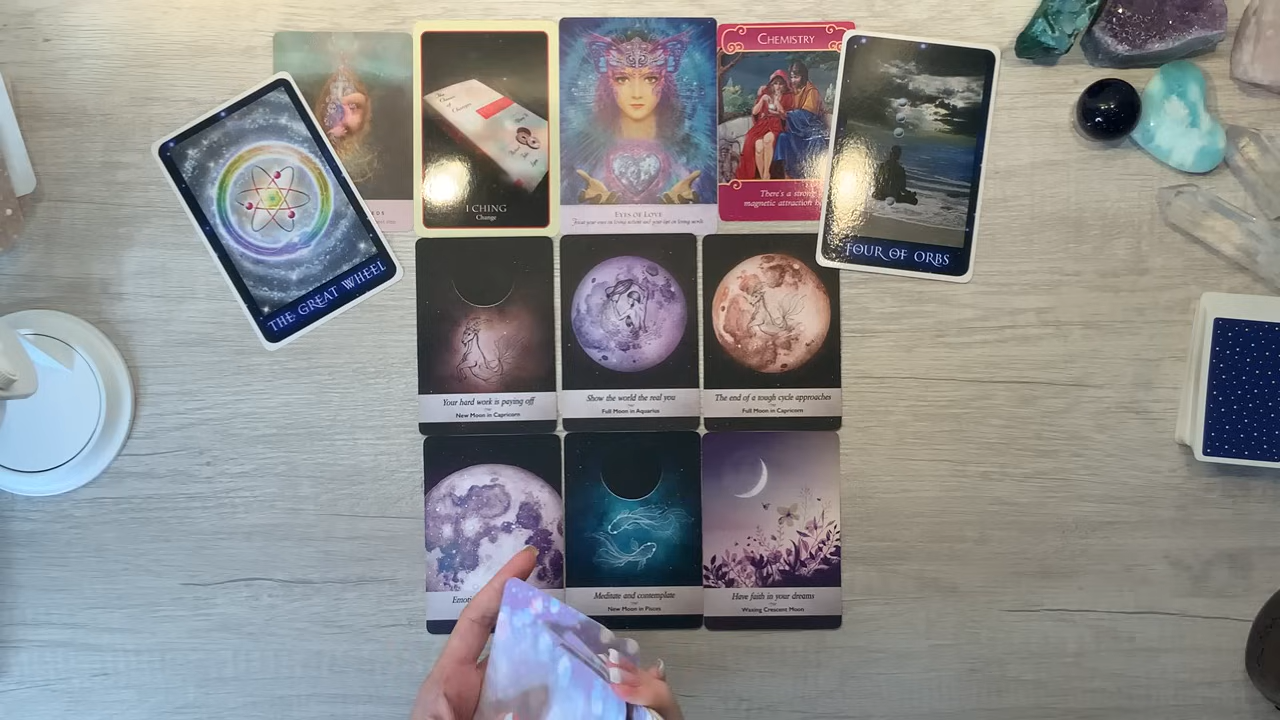 CHEMISTRY
There's a strong
magnetic attraction
THE GREAT WHEEL
I CHING
Change
EYES OF LOVE
FOUR OF ORBS
Your hard work is paying off
New Moon in Capricorn
Show the world the real you
Full Moon in Aquarius
The end of a tough cycle approaches
Full Moon in Capricorn
Meditate and contemplate
New Moon in Pisces
Have faith in your dreams
Waxing Crescent Moon